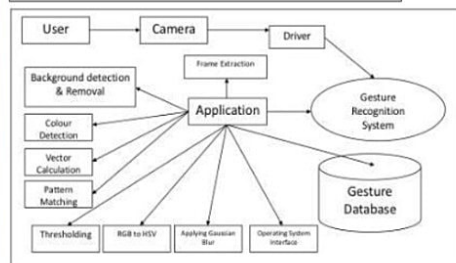 User
Camera
Driver
Frame Extraction
Background detection
& Removal
Application
Gesture
Recognition
System
Colour
Detection
Vector
Calculation
Pattern
Matching
Gesture
Database
Thresholding
RGB to HSV
Applying Gaussian
Blur
Operating System
Interface